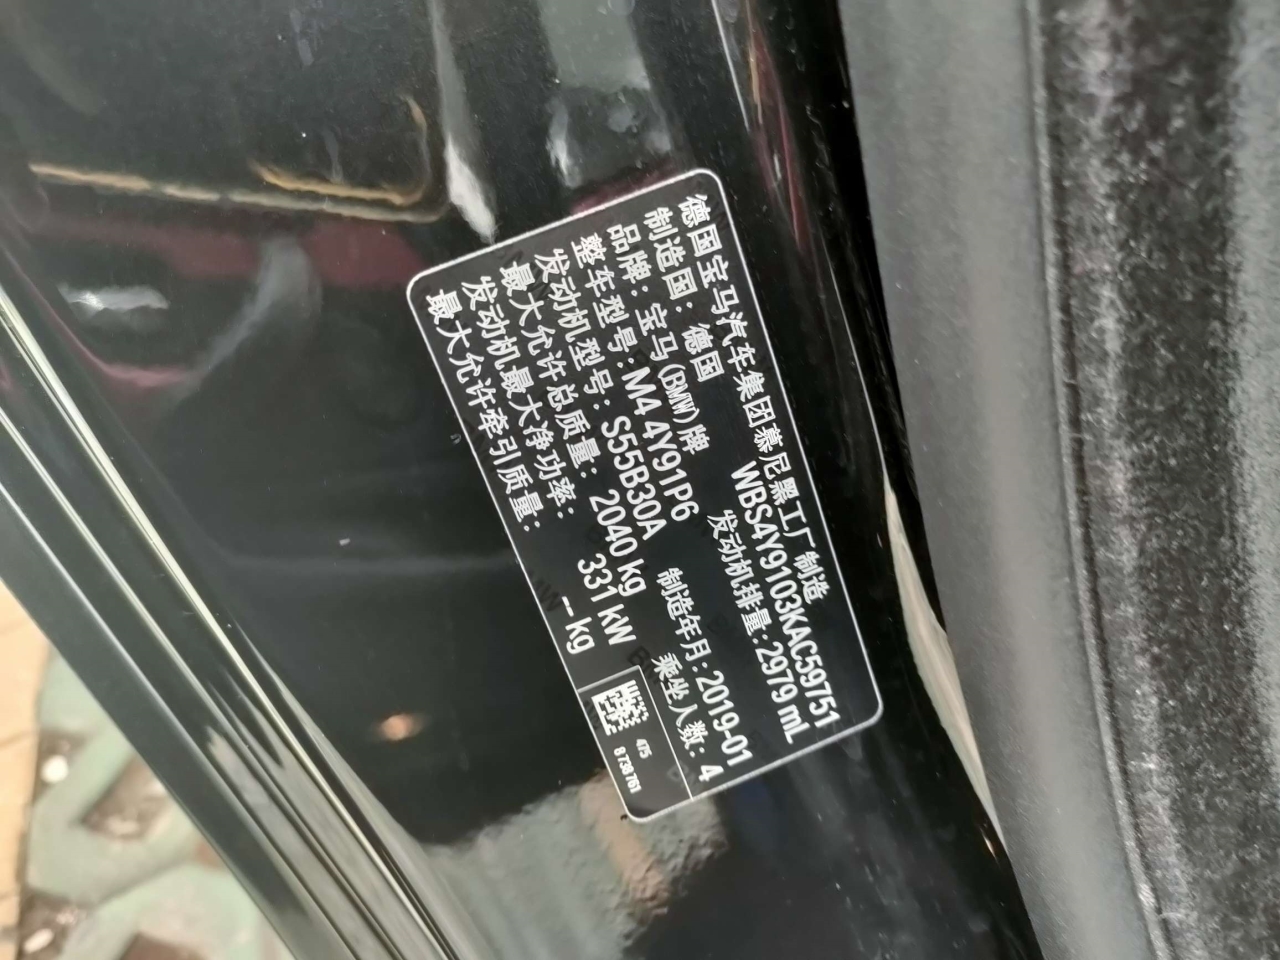 德国宝马汽车集团慕尼黑工厂制造
制造国：德国 WBS4Y9103KAC59751
品牌：宝马(BMW)牌 发动机排量:2979 mL
整车型号:M4 4Y91P6
发动机型号：S55B30A 制造年月:2019-01
最大允许总质量：2040 kg 乘坐人数：4
发动机最大净功率：331 kW
最大允许牵引质量：-- kg
475
8738761